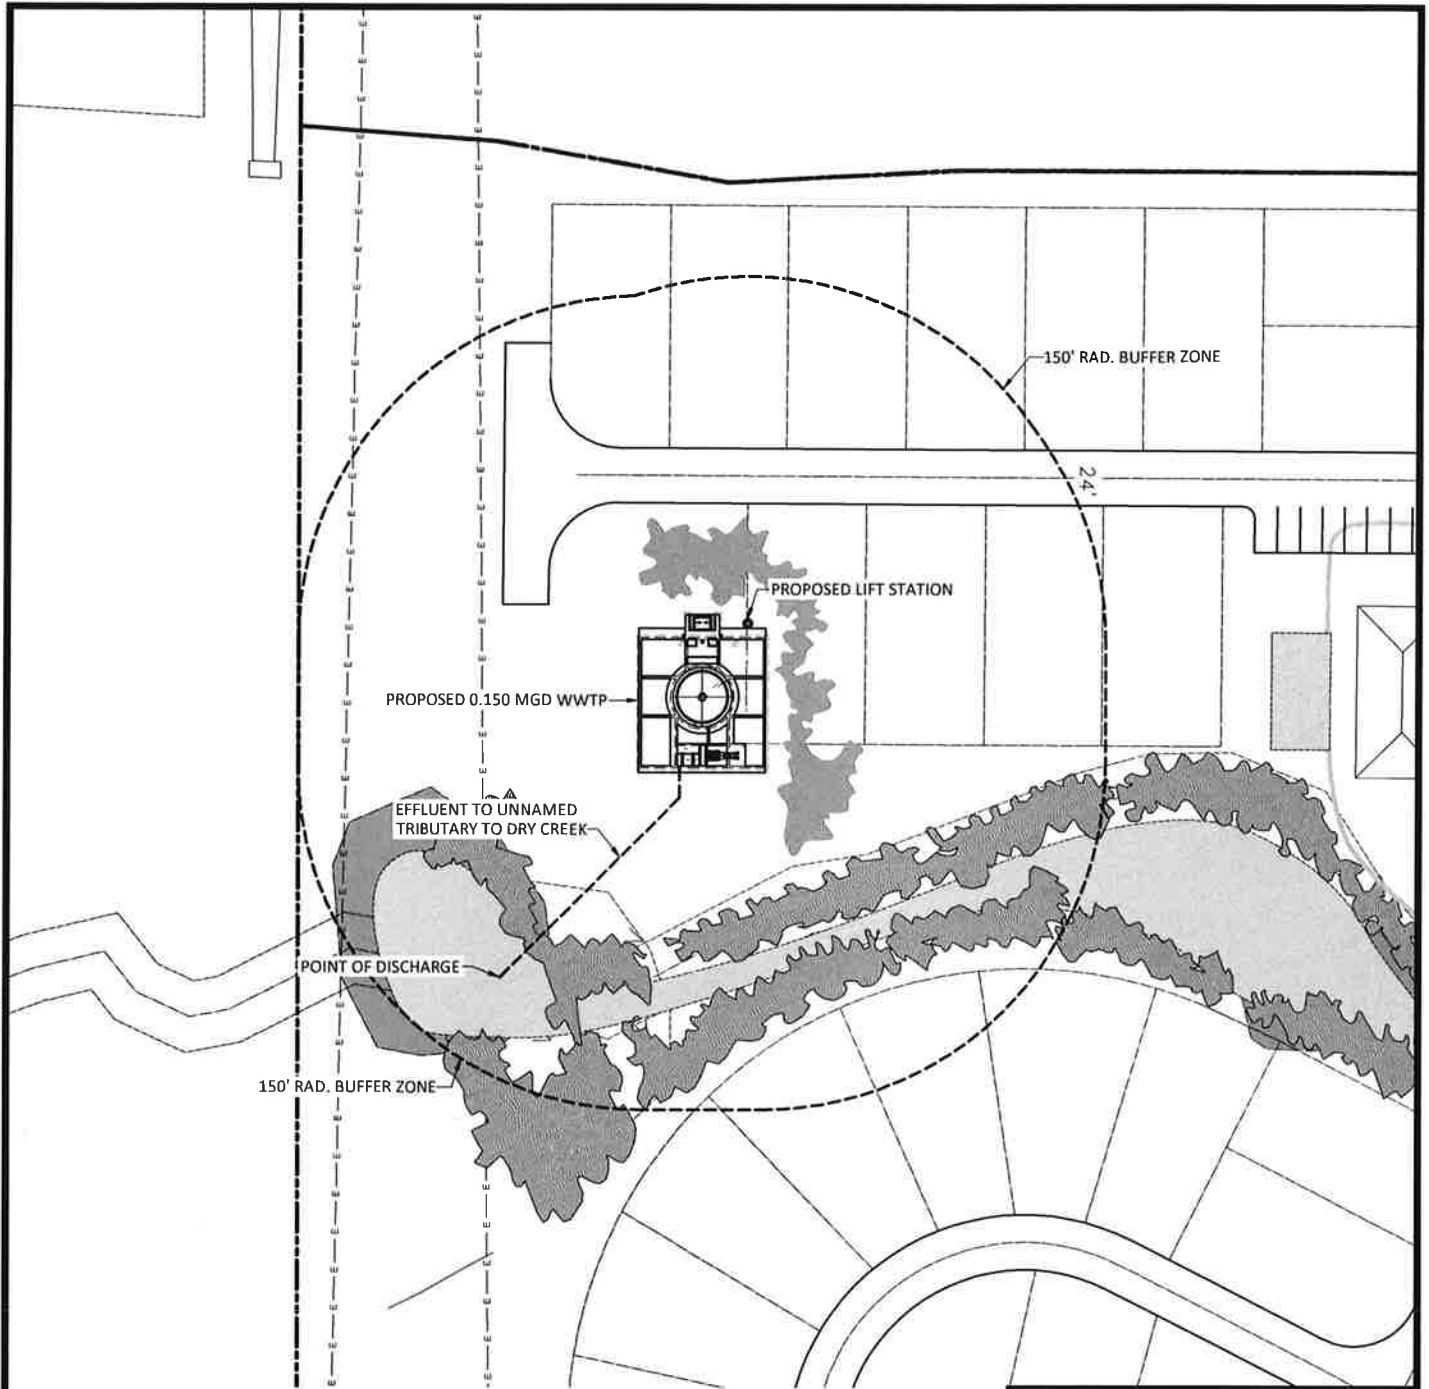 150' RAD. BUFFER ZONE
24'
PROPOSED LIFT STATION
PROPOSED 0.150 MGD WWTP
EFFLUENT TO UNNAMED
TRIBUTARY TO DRY CREEK
POINT OF DISCHARGE
150' RAD. BUFFER ZONE